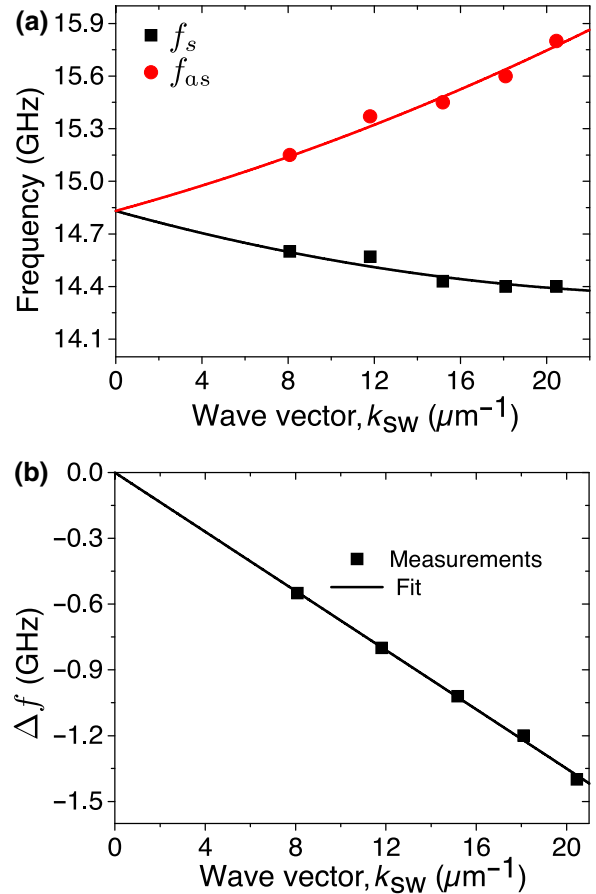 (a)
f_s
f_as
Frequency (GHz)
15.9
15.6
15.3
15.0
14.7
14.4
14.1
0 4 8 12 16 20
Wave vector, k_SW (μm⁻¹)
(b)
Measurements
Fit
Δf (GHz)
0.0
−0.3
−0.6
−0.9
−1.2
−1.5
0 4 8 12 16 20
Wave vector, k_SW (μm⁻¹)